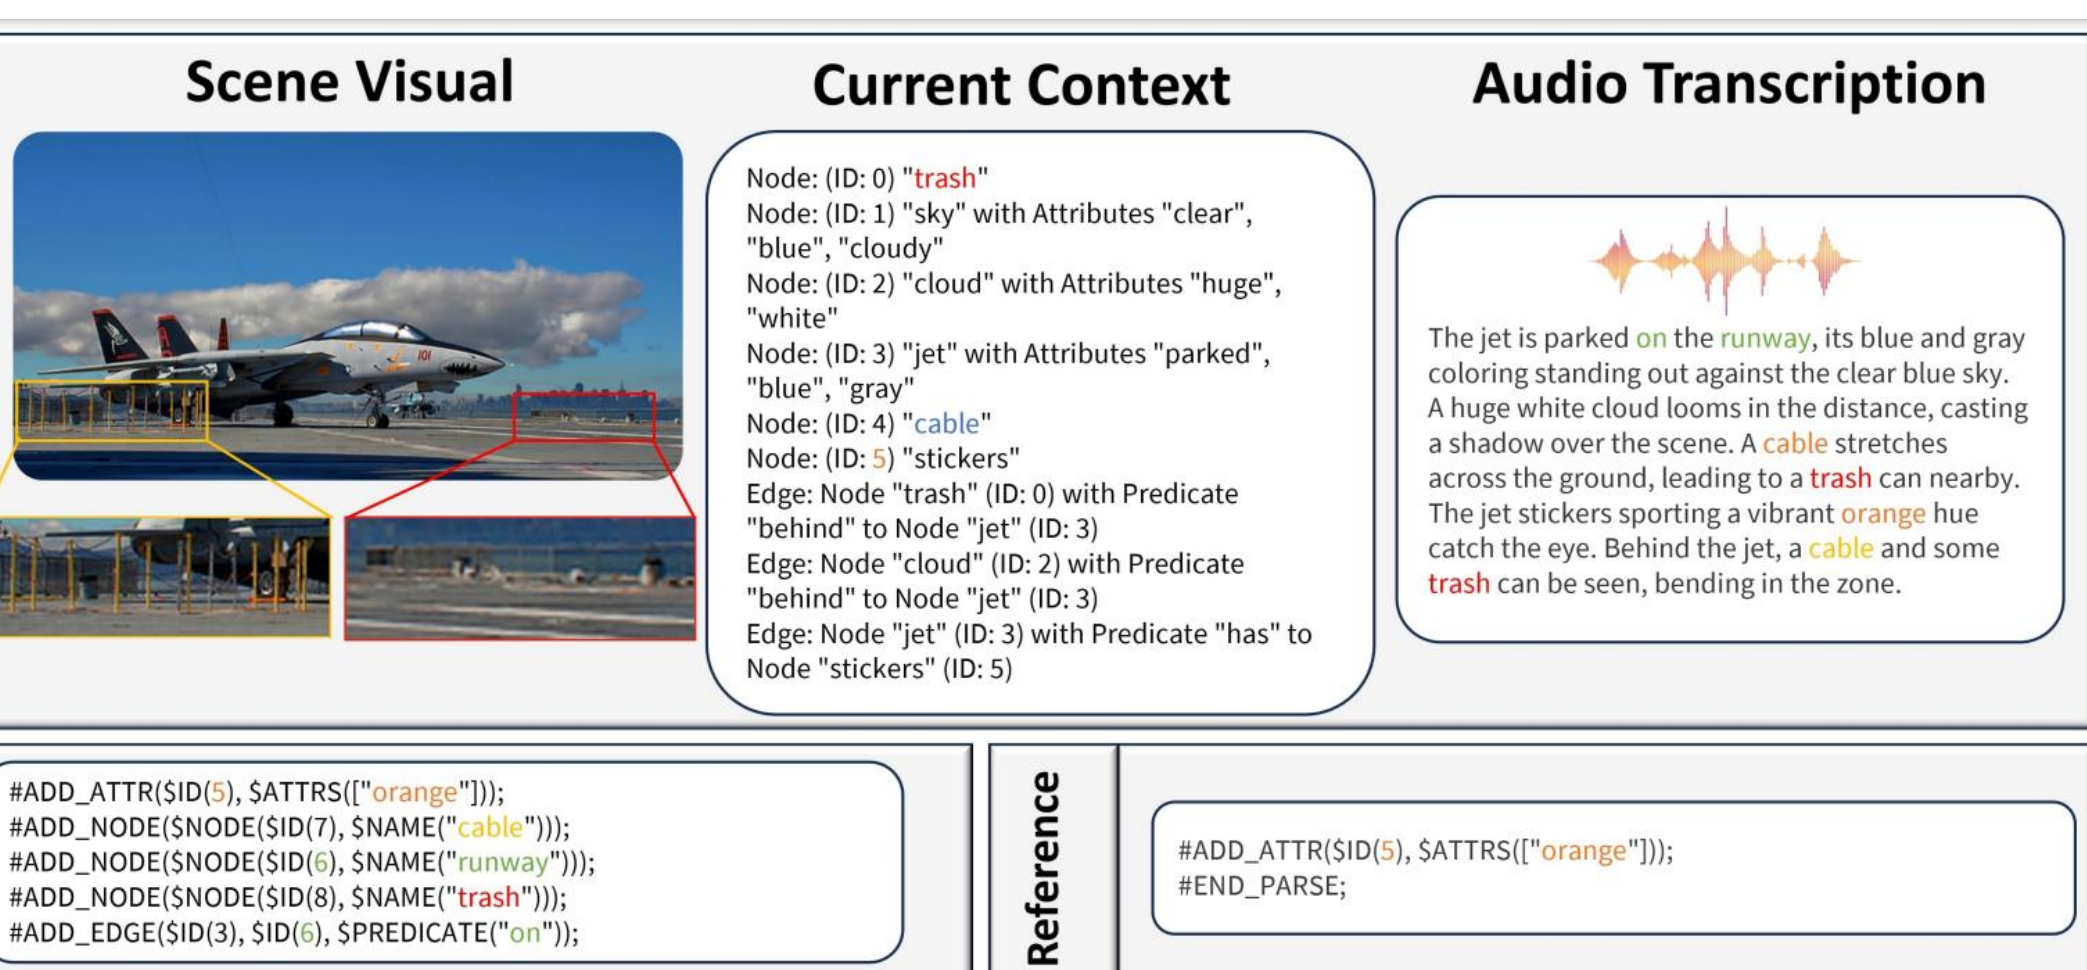 Scene Visual
Current Context
Node: (ID: 0) "trash"
Node: (ID: 1) "sky" with Attributes "clear",
"blue", "cloudy"
Node: (ID: 2) "cloud" with Attributes "huge",
"white"
Node: (ID: 3) "jet" with Attributes "parked",
"blue", "gray"
Node: (ID: 4) "cable"
Node: (ID: 5) "stickers"
Edge: Node "trash" (ID: 0) with Predicate
"behind" to Node "jet" (ID: 3)
Edge: Node "cloud" (ID: 2) with Predicate
"behind" to Node "jet" (ID: 3)
Edge: Node "jet" (ID: 3) with Predicate "has" to
Node "stickers" (ID: 5)
Audio Transcription
The jet is parked on the runway, its blue and gray
coloring standing out against the clear blue sky.
A huge white cloud looms in the distance, casting
a shadow over the scene. A cable stretches
across the ground, leading to a trash can nearby.
The jet stickers sporting a vibrant orange hue
catch the eye. Behind the jet, a cable and some
trash can be seen, bending in the zone.
101
#ADD_ATTR($ID(5), $ATTRS(["orange"]));
#ADD_NODE($NODE($ID(7), $NAME("cable")));
#ADD_NODE($NODE($ID(6), $NAME("runway")));
#ADD_NODE($NODE($ID(8), $NAME("trash")));
#ADD_EDGE($ID(3), $ID(6), $PREDICATE("on"));
Reference
#ADD_ATTR($ID(5), $ATTRS(["orange"]));
#END_PARSE;